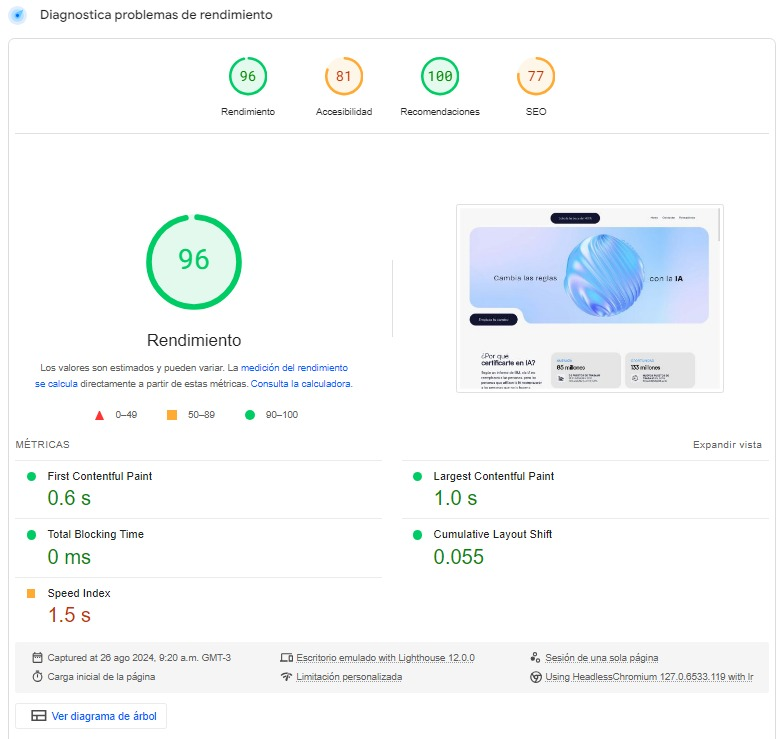 Diagnostica problemas de rendimiento
96 81 100 77
Rendimiento Accesibilidad Recomendaciones SEO
96
Rendimiento
Los valores son estimados y pueden variar. La medición del rendimiento
se calcula directamente a partir de estas métricas. Consulta la calculadora.
0–49 50–89 90–100
Cambia las reglas con la IA
¿Por qué
certificarte en IA?
85 millones
133 millones
MÉTRICAS Expandir vista
First Contentful Paint
0.6 s
Largest Contentful Paint
1.0 s
Total Blocking Time
0 ms
Cumulative Layout Shift
0.055
Speed Index
1.5 s
Captured at 26 ago 2024, 9:20 a.m. GMT-3
Escritorio emulado with Lighthouse 12.0.0
Sesión de una sola página
Carga inicial de la página
Limitación personalizada
Using HeadlessChromium 127.0.6533.119 with lr
Ver diagrama de árbol